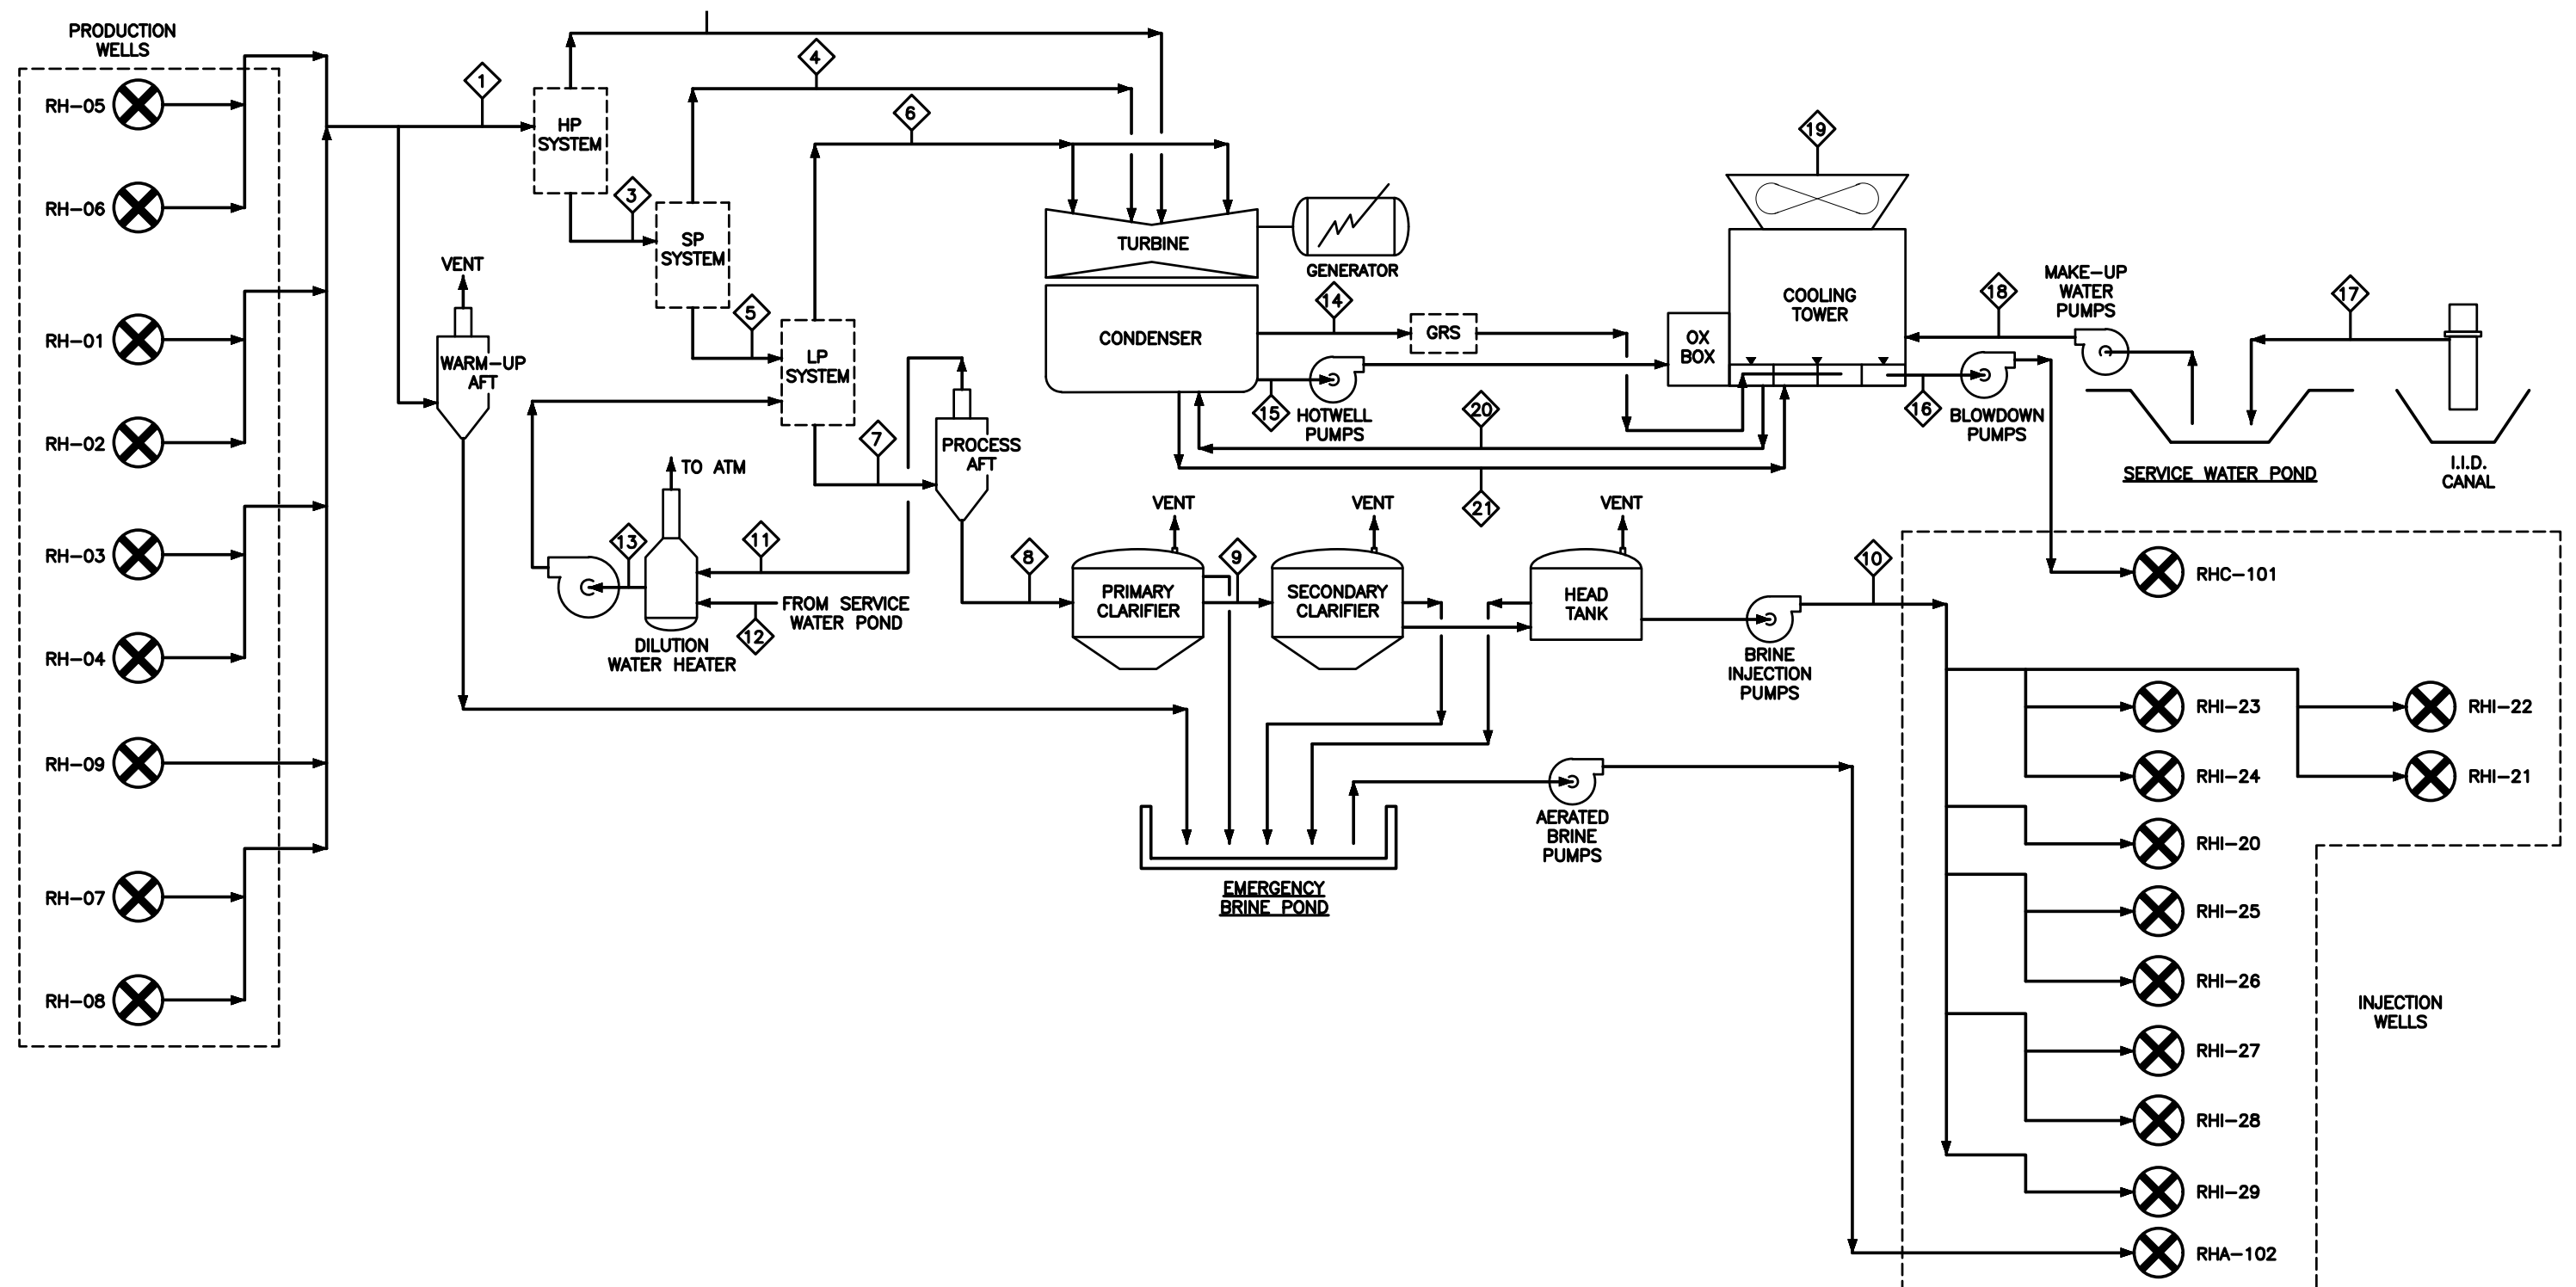 PRODUCTION
WELLS
RH-05
RH-06
RH-01
RH-02
RH-03
RH-04
RH-09
RH-07
RH-08
1
HP
SYSTEM
3
4
SP
SYSTEM
5
6
LP
SYSTEM
7
VENT
WARM-UP
AFT
TO ATM
13
11
FROM SERVICE
WATER POND
12
DILUTION
WATER HEATER
PROCESS
AFT
TURBINE
GENERATOR
CONDENSER
14
GRS
15
HOTWELL
PUMPS
20
21
19
COOLING
TOWER
OX
BOX
16
BLOWDOWN
PUMPS
18
MAKE-UP
WATER
PUMPS
17
SERVICE WATER POND
I.I.D.
CANAL
8
VENT
PRIMARY
CLARIFIER
9
VENT
SECONDARY
CLARIFIER
VENT
HEAD
TANK
BRINE
INJECTION
PUMPS
10
AERATED
BRINE
PUMPS
EMERGENCY
BRINE POND
RHC-101
RHI-23
RHI-22
RHI-24
RHI-21
RHI-20
RHI-25
RHI-26
RHI-27
RHI-28
RHI-29
RHA-102
INJECTION
WELLS